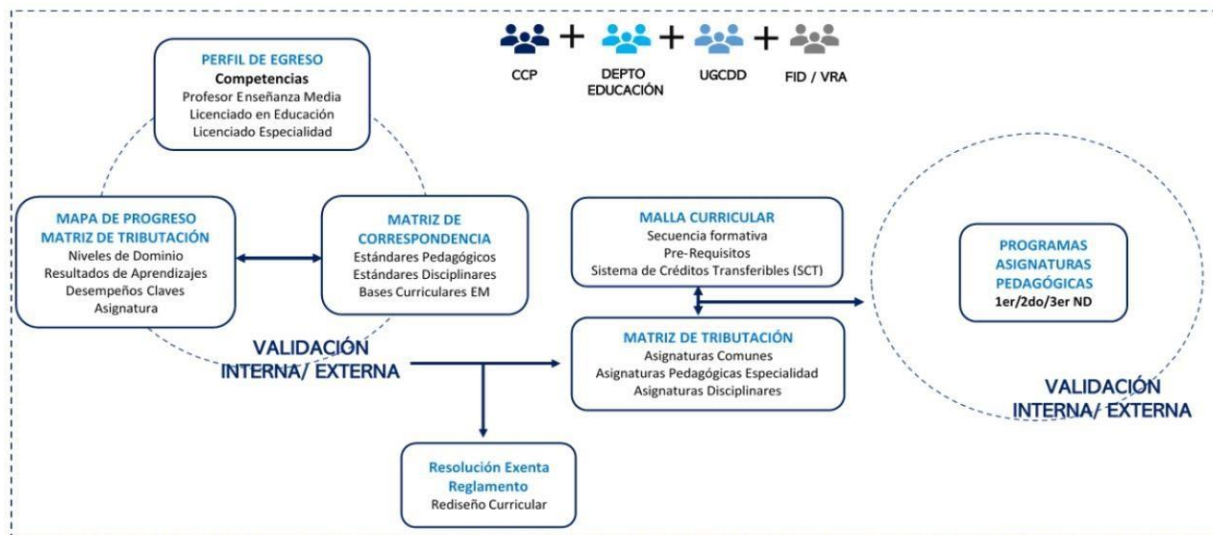 PERFIL DE EGRESO
Competencias
Profesor Enseñanza Media
Licenciado en Educación
Licenciado Especialidad
+
+
+
CCP
DEPTO
EDUCACIÓN
UGCDD
FID / VRA
MAPA DE PROGRESO
MATRIZ DE TRIBUTACIÓN
Niveles de Dominio
Resultados de Aprendizajes
Desempeños Claves
Asignatura
MATRIZ DE
CORRESPONDENCIA
Estándares Pedagógicos
Estándares Disciplinares
Bases Curriculares EM
VALIDACIÓN
INTERNA/ EXTERNA
MALLA CURRICULAR
Secuencia formativa
Pre-Requisitos
Sistema de Créditos Transferibles (SCT)
MATRIZ DE TRIBUTACIÓN
Asignaturas Comunes
Asignaturas Pedagógicas Especialidad
Asignaturas Disciplinares
PROGRAMAS
ASIGNATURAS
PEDAGÓGICAS
1er/2do/3er ND
VALIDACIÓN
INTERNA/ EXTERNA
Resolución Exenta
Reglamento
Rediseño Curricular